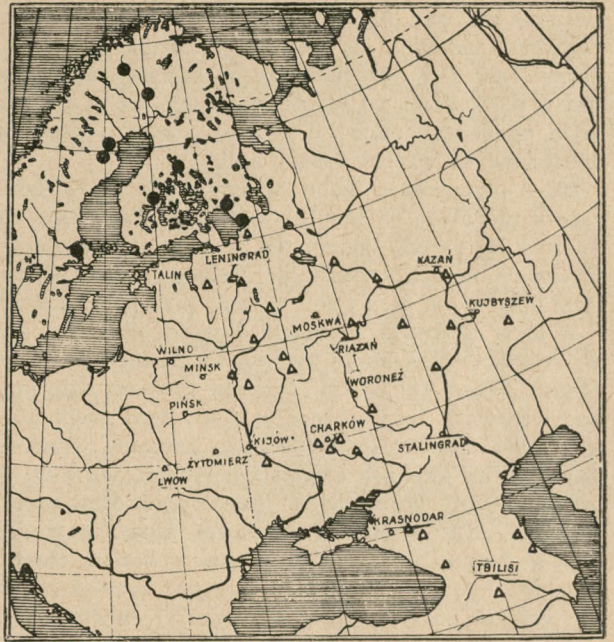 LENINGRAD
TALIN
KAZAŃ
KUJBYSZEW
MOSKWA
RIAZAŃ
WILNO
MIŃSK
WORONEŻ
PIŃSK
CHARKÓW
KIJÓW
STALINGRAD
ŻYTOMIERZ
LWÓW
KRASNODAR
TBILISI